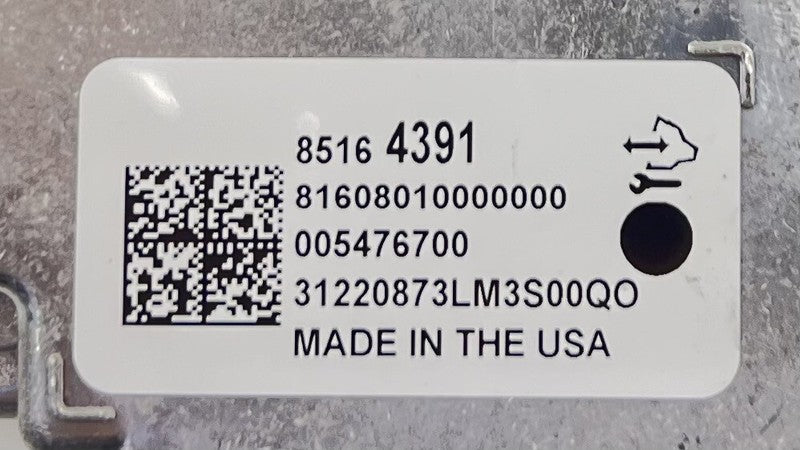 8516 4391
81608010000000
005476700
31220873LM3S00QO
MADE IN THE USA